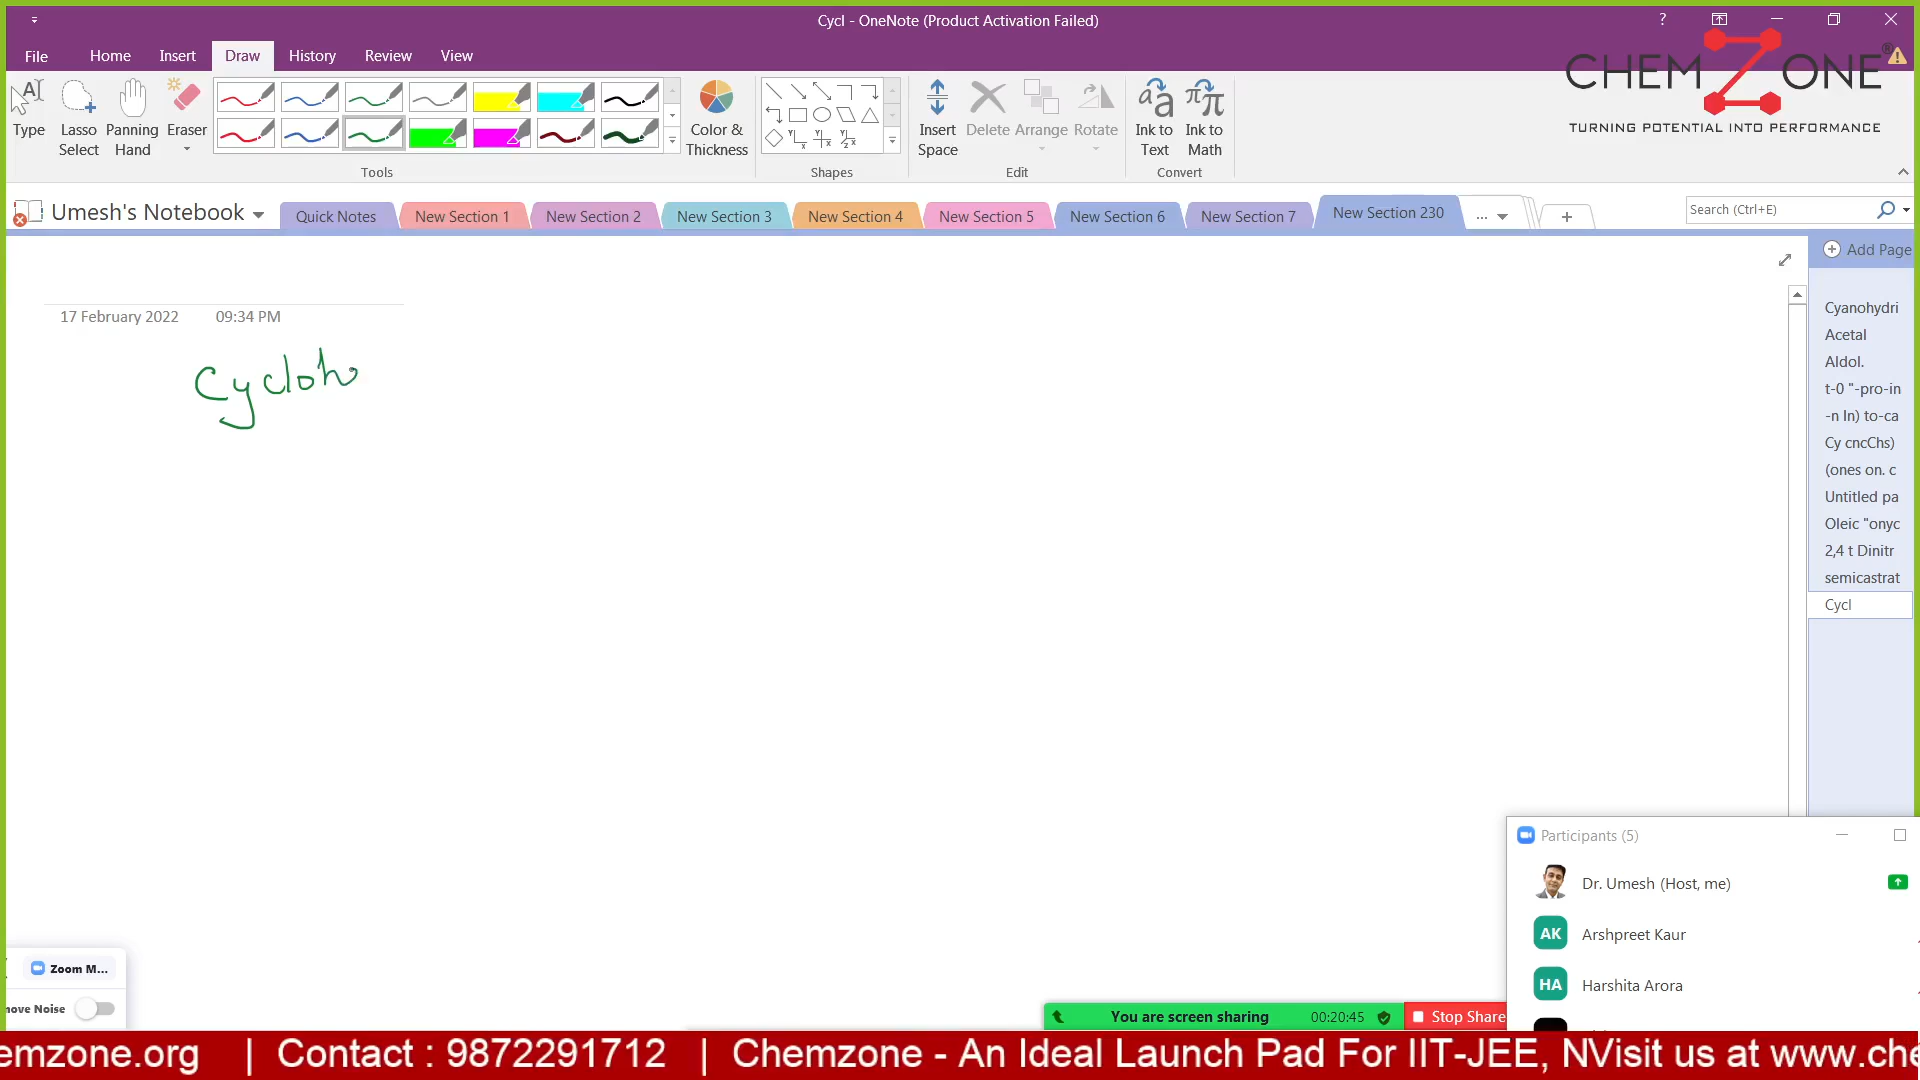 Cycl - OneNote (Product Activation Failed)
?
File Home Insert Draw History Review View
CHEMZONE®
TURNING POTENTIAL INTO PERFORMANCE
Type Lasso Select Panning Hand Eraser Color & Thickness Insert Space Delete Arrange Rotate Ink to Text Ink to Math
Tools Shapes Edit Convert
Umesh's Notebook Quick Notes New Section 1 New Section 2 New Section 3 New Section 4 New Section 5 New Section 6 New Section 7 New Section 230 ... + Search (Ctrl+E)
Add Page
17 February 2022 09:34 PM
Cycloh
Cyanohydri
Acetal
Aldol.
t-0 "-pro-in
-n In) to-ca
Cy cncChs)
(ones on. c
Untitled pa
Oleic "onyc
2,4 t Dinitr
semicastrat
Cycl
Participants (5)
Dr. Umesh (Host, me)
AK Arshpreet Kaur
HA Harshita Arora
Zoom M...
nove Noise
You are screen sharing 00:20:45 Stop Share
emzone.org | Contact : 9872291712 | Chemzone - An Ideal Launch Pad For IIT-JEE, NVisit us at www.che